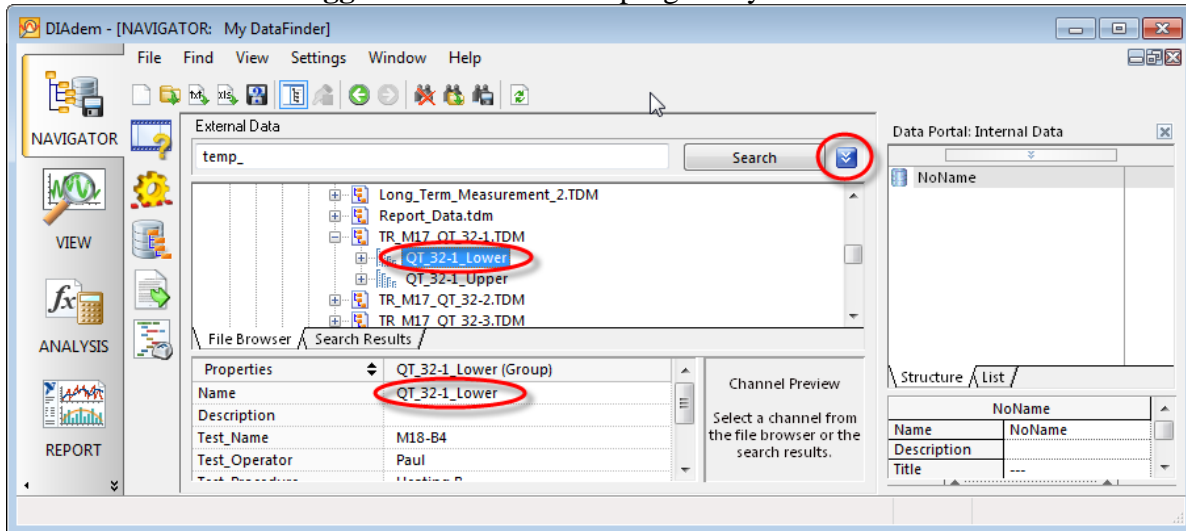 DIAdem - [NAVIGATOR: My DataFinder]
File Find View Settings Window Help
NAVIGATOR
VIEW
ANALYSIS
REPORT
External Data
temp_
Search
Long_Term_Measurement_2.TDM
Report_Data.tdm
TR_M17_QT_32-1.TDM
QT_32-1_Lower
QT_32-1_Upper
TR_M17_QT_32-2.TDM
TR_M17_QT_32-3.TDM
File Browser Search Results
Properties QT_32-1_Lower (Group)
Name QT_32-1_Lower
Description
Test_Name M18-B4
Test_Operator Paul
Channel Preview
Select a channel from
the file browser or the
search results.
Data Portal: Internal Data
NoName
Structure List
NoName
Name NoName
Description
Title ---